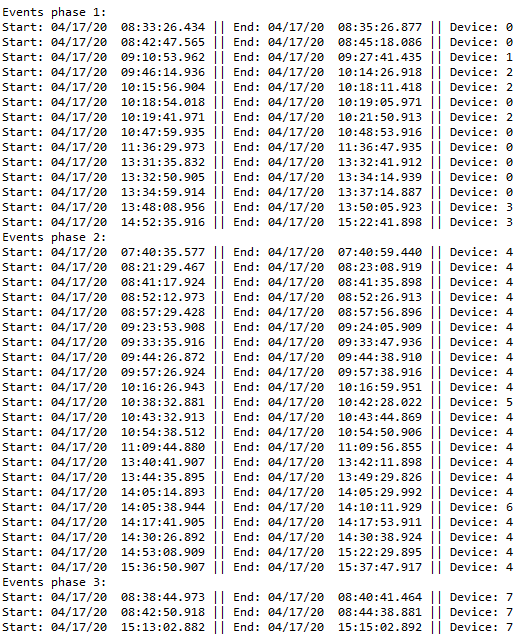 Events phase 1:
Start: 04/17/20  08:33:26.434 || End: 04/17/20  08:35:26.877 || Device: 0
Start: 04/17/20  08:42:47.565 || End: 04/17/20  08:45:18.086 || Device: 0
Start: 04/17/20  09:10:53.962 || End: 04/17/20  09:27:41.435 || Device: 1
Start: 04/17/20  09:46:14.936 || End: 04/17/20  10:14:26.918 || Device: 2
Start: 04/17/20  10:15:56.904 || End: 04/17/20  10:18:11.418 || Device: 2
Start: 04/17/20  10:18:54.018 || End: 04/17/20  10:19:05.971 || Device: 0
Start: 04/17/20  10:19:41.971 || End: 04/17/20  10:21:50.913 || Device: 2
Start: 04/17/20  10:47:59.935 || End: 04/17/20  10:48:53.916 || Device: 0
Start: 04/17/20  11:36:29.973 || End: 04/17/20  11:36:47.935 || Device: 0
Start: 04/17/20  13:31:35.832 || End: 04/17/20  13:32:41.912 || Device: 0
Start: 04/17/20  13:32:50.905 || End: 04/17/20  13:34:14.939 || Device: 0
Start: 04/17/20  13:34:59.914 || End: 04/17/20  13:37:14.887 || Device: 0
Start: 04/17/20  13:48:08.956 || End: 04/17/20  13:50:05.923 || Device: 3
Start: 04/17/20  14:52:35.916 || End: 04/17/20  15:22:41.898 || Device: 3
Events phase 2:
Start: 04/17/20  07:40:35.577 || End: 04/17/20  07:40:59.440 || Device: 4
Start: 04/17/20  08:21:29.467 || End: 04/17/20  08:23:08.919 || Device: 4
Start: 04/17/20  08:41:17.924 || End: 04/17/20  08:41:35.898 || Device: 4
Start: 04/17/20  08:52:12.973 || End: 04/17/20  08:52:26.913 || Device: 4
Start: 04/17/20  08:57:29.428 || End: 04/17/20  08:57:56.896 || Device: 4
Start: 04/17/20  09:23:53.908 || End: 04/17/20  09:24:05.909 || Device: 4
Start: 04/17/20  09:33:35.916 || End: 04/17/20  09:33:47.936 || Device: 4
Start: 04/17/20  09:44:26.872 || End: 04/17/20  09:44:38.910 || Device: 4
Start: 04/17/20  09:57:26.924 || End: 04/17/20  09:57:38.916 || Device: 4
Start: 04/17/20  10:16:26.943 || End: 04/17/20  10:16:59.951 || Device: 4
Start: 04/17/20  10:38:32.881 || End: 04/17/20  10:42:28.022 || Device: 5
Start: 04/17/20  10:43:32.913 || End: 04/17/20  10:43:44.869 || Device: 4
Start: 04/17/20  10:54:38.512 || End: 04/17/20  10:54:50.906 || Device: 4
Start: 04/17/20  11:09:44.880 || End: 04/17/20  11:09:56.855 || Device: 4
Start: 04/17/20  13:40:41.907 || End: 04/17/20  13:42:11.898 || Device: 4
Start: 04/17/20  13:44:35.895 || End: 04/17/20  13:49:29.826 || Device: 4
Start: 04/17/20  14:05:14.893 || End: 04/17/20  14:05:29.992 || Device: 4
Start: 04/17/20  14:05:38.944 || End: 04/17/20  14:10:11.929 || Device: 6
Start: 04/17/20  14:17:41.905 || End: 04/17/20  14:17:53.911 || Device: 4
Start: 04/17/20  14:30:26.892 || End: 04/17/20  14:30:38.924 || Device: 4
Start: 04/17/20  14:53:08.909 || End: 04/17/20  15:22:29.895 || Device: 4
Start: 04/17/20  15:36:50.907 || End: 04/17/20  15:37:47.917 || Device: 4
Events phase 3:
Start: 04/17/20  08:38:44.973 || End: 04/17/20  08:40:41.464 || Device: 7
Start: 04/17/20  08:42:50.918 || End: 04/17/20  08:44:38.881 || Device: 7
Start: 04/17/20  15:13:02.882 || End: 04/17/20  15:15:02.892 || Device: 7